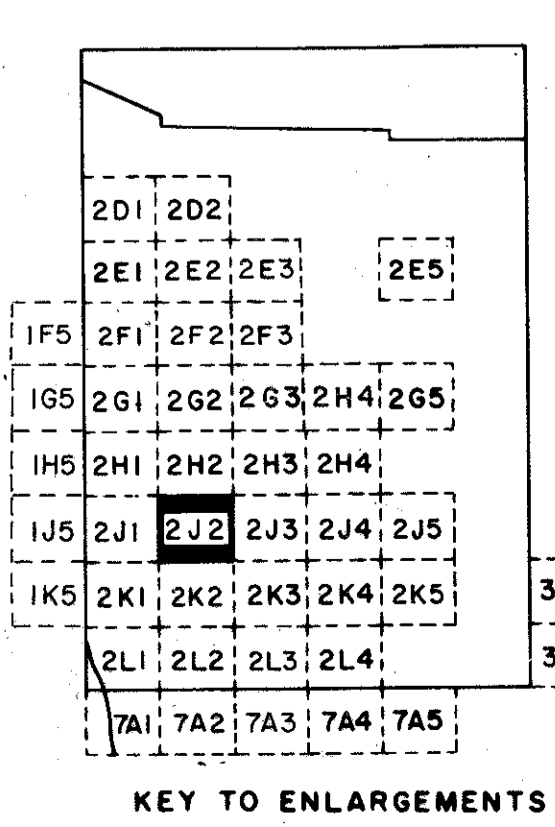 2D1 2D2
2E1 2E2 2E3 2E5
1F5 2F1 2F2 2F3
1G5 2G1 2G2 2G3 2H4 2G5
1H5 2H1 2H2 2H3 2H4
1J5 2J1 2J2 2J3 2J4 2J5
1K5 2K1 2K2 2K3 2K4 2K5 3
2L1 2L2 2L3 2L4 3
7A1 7A2 7A3 7A4 7A5
KEY TO ENLARGEMENTS